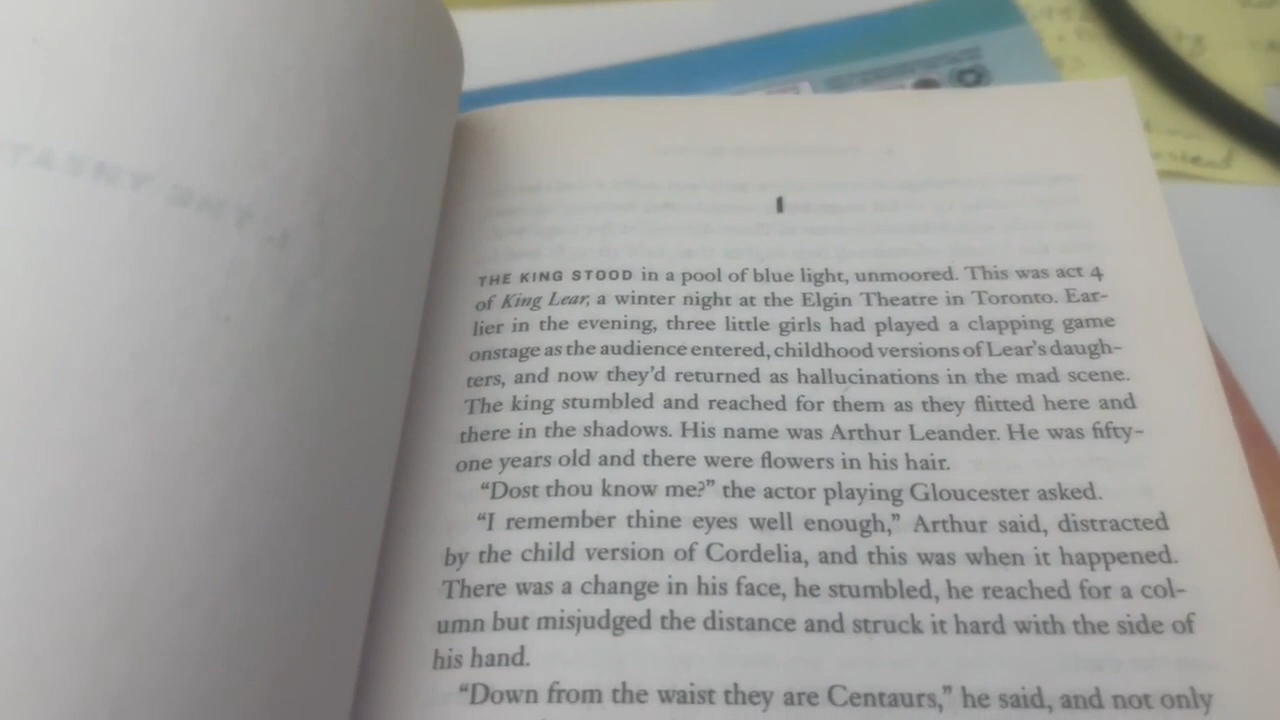 1
THE KING STOOD in a pool of blue light, unmoored. This was act 4
of King Lear, a winter night at the Elgin Theatre in Toronto. Ear-
lier in the evening, three little girls had played a clapping game
onstage as the audience entered, childhood versions of Lear's daugh-
ters, and now they'd returned as hallucinations in the mad scene.
The king stumbled and reached for them as they flitted here and
there in the shadows. His name was Arthur Leander. He was fifty-
one years old and there were flowers in his hair.
"Dost thou know me?" the actor playing Gloucester asked.
"I remember thine eyes well enough," Arthur said, distracted
by the child version of Cordelia, and this was when it happened.
There was a change in his face, he stumbled, he reached for a col-
umn but misjudged the distance and struck it hard with the side of
his hand.
"Down from the waist they are Centaurs," he said, and not only